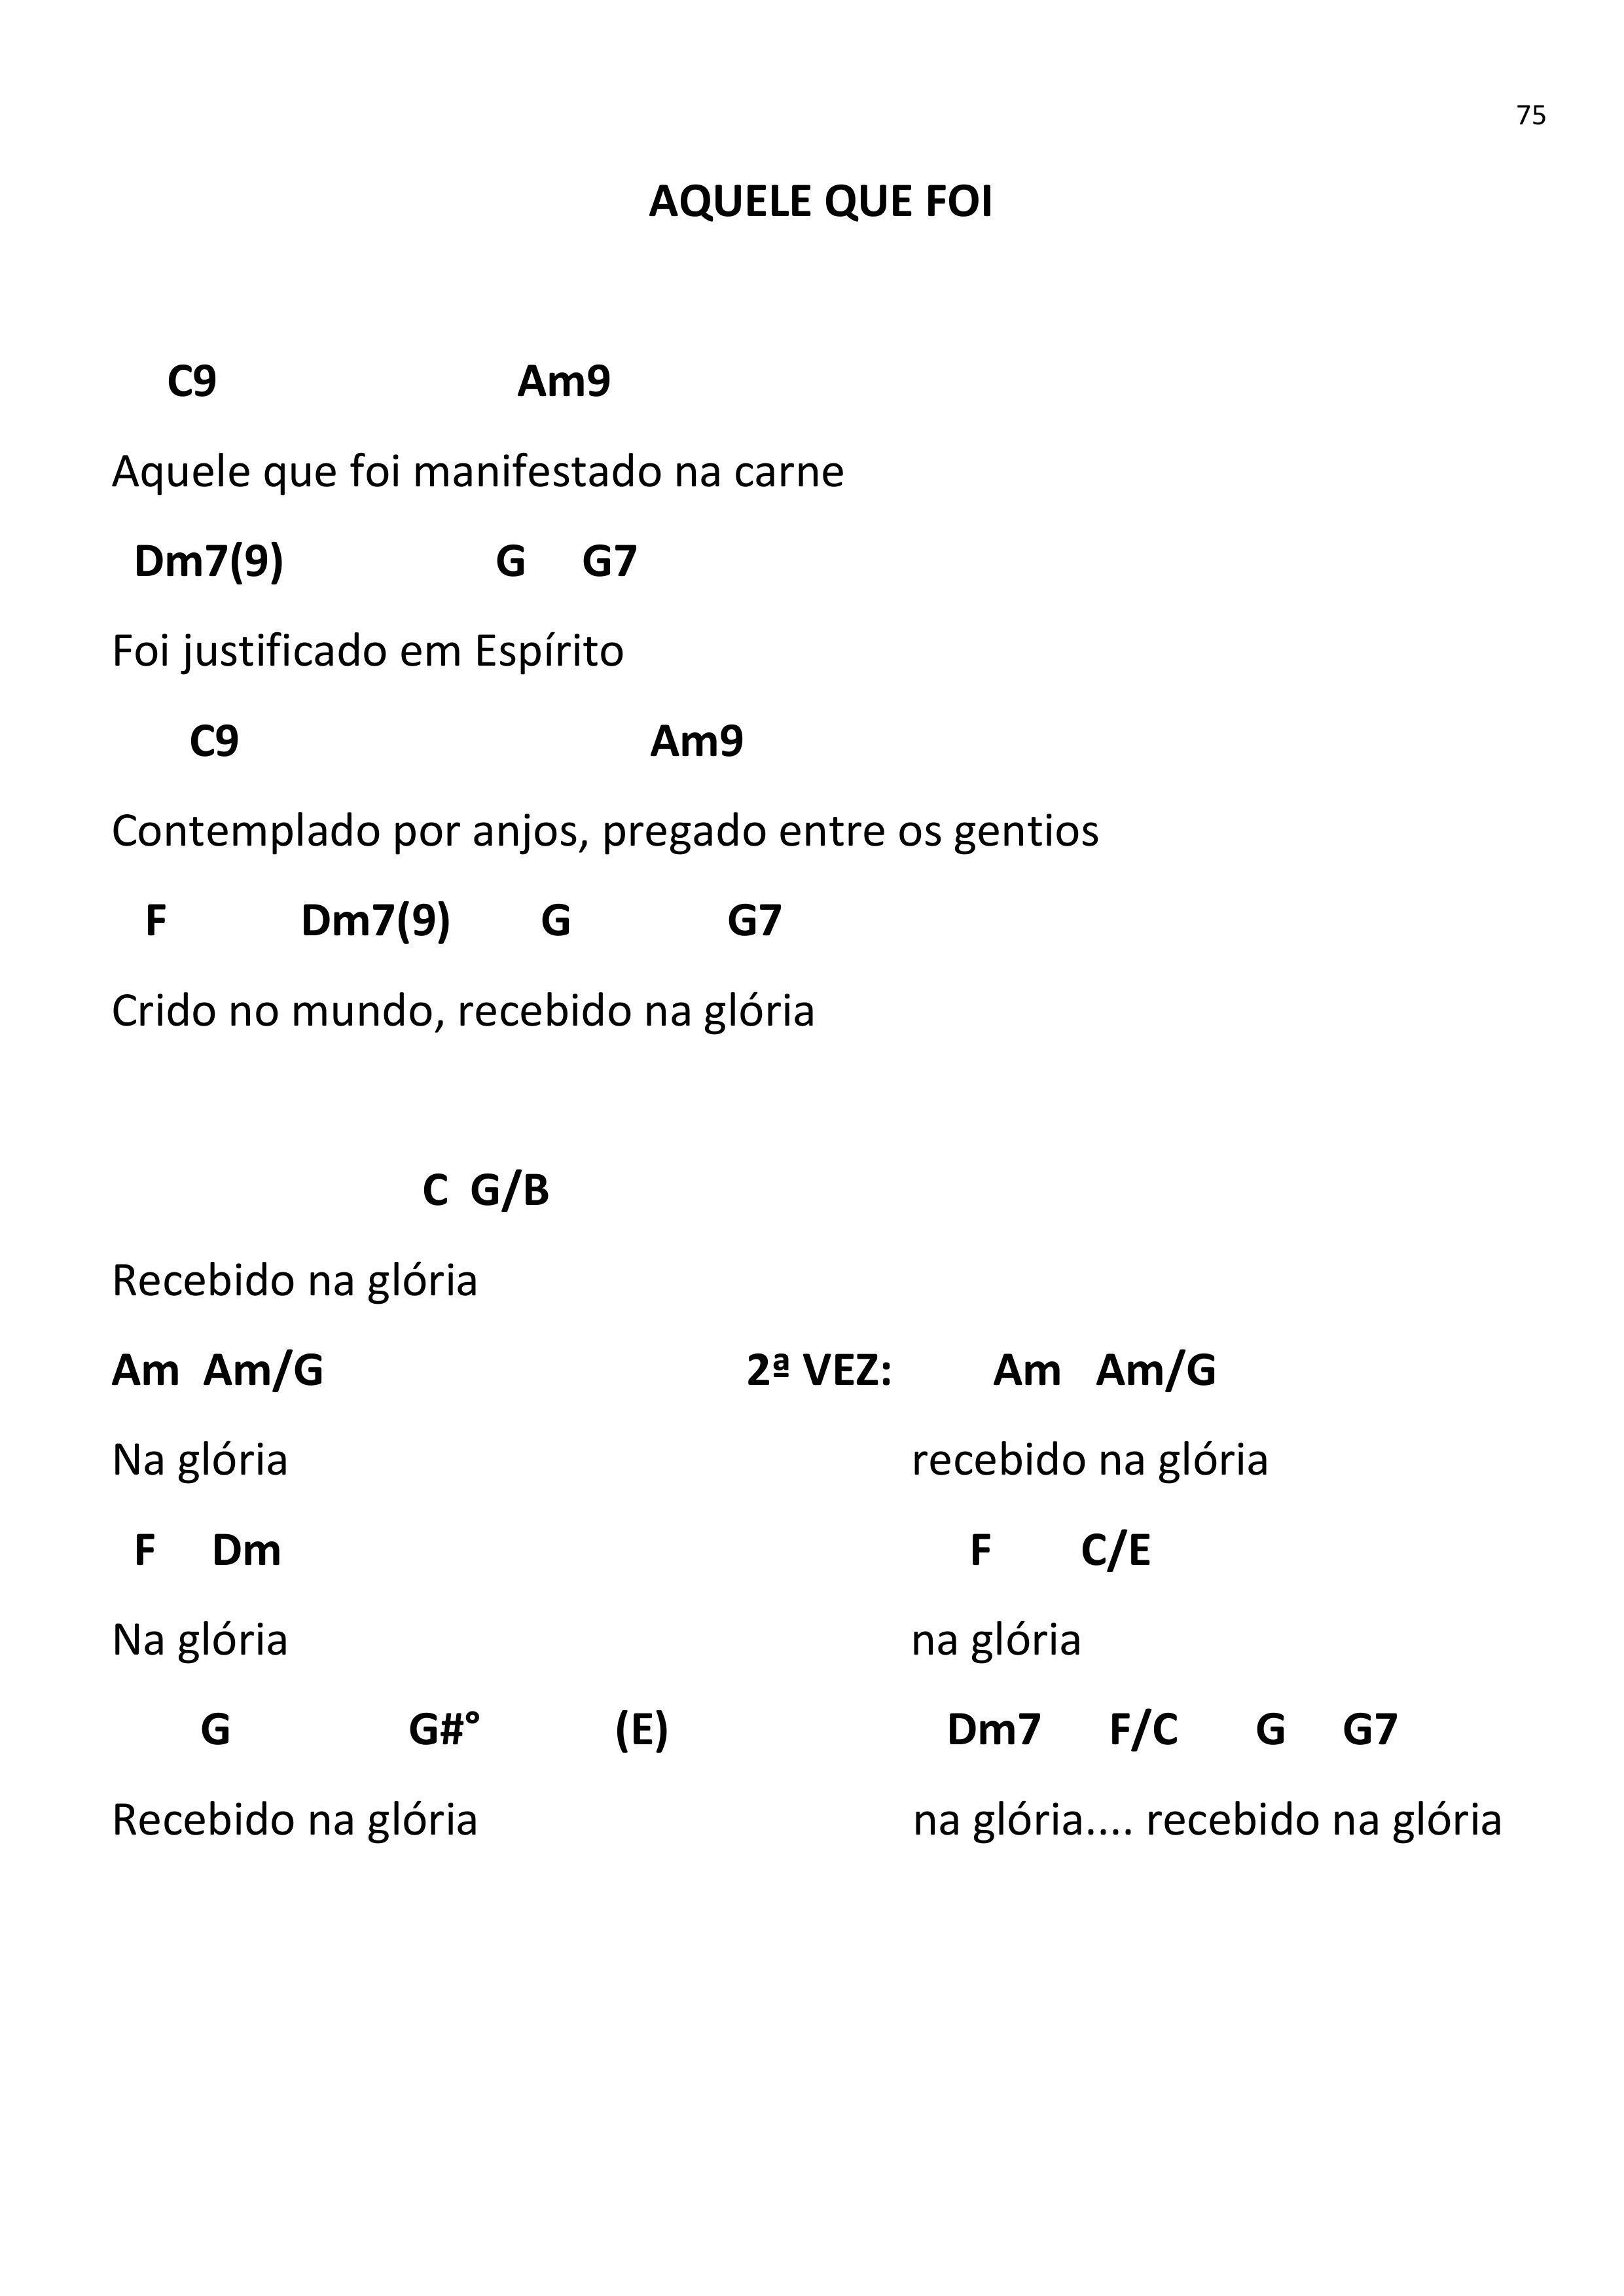 75
AQUELE QUE FOI
C9 Am9
Aquele que foi manifestado na carne
Dm7(9) G G7
Foi justificado em Espírito
C9 Am9
Contemplado por anjos, pregado entre os gentios
F Dm7(9) G G7
Crido no mundo, recebido na glória
C G/B
Recebido na glória
Am Am/G 2ª VEZ: Am Am/G
Na glória recebido na glória
F Dm F C/E
Na glória na glória
G G#° (E) Dm7 F/C G G7
Recebido na glória na glória.... recebido na glória